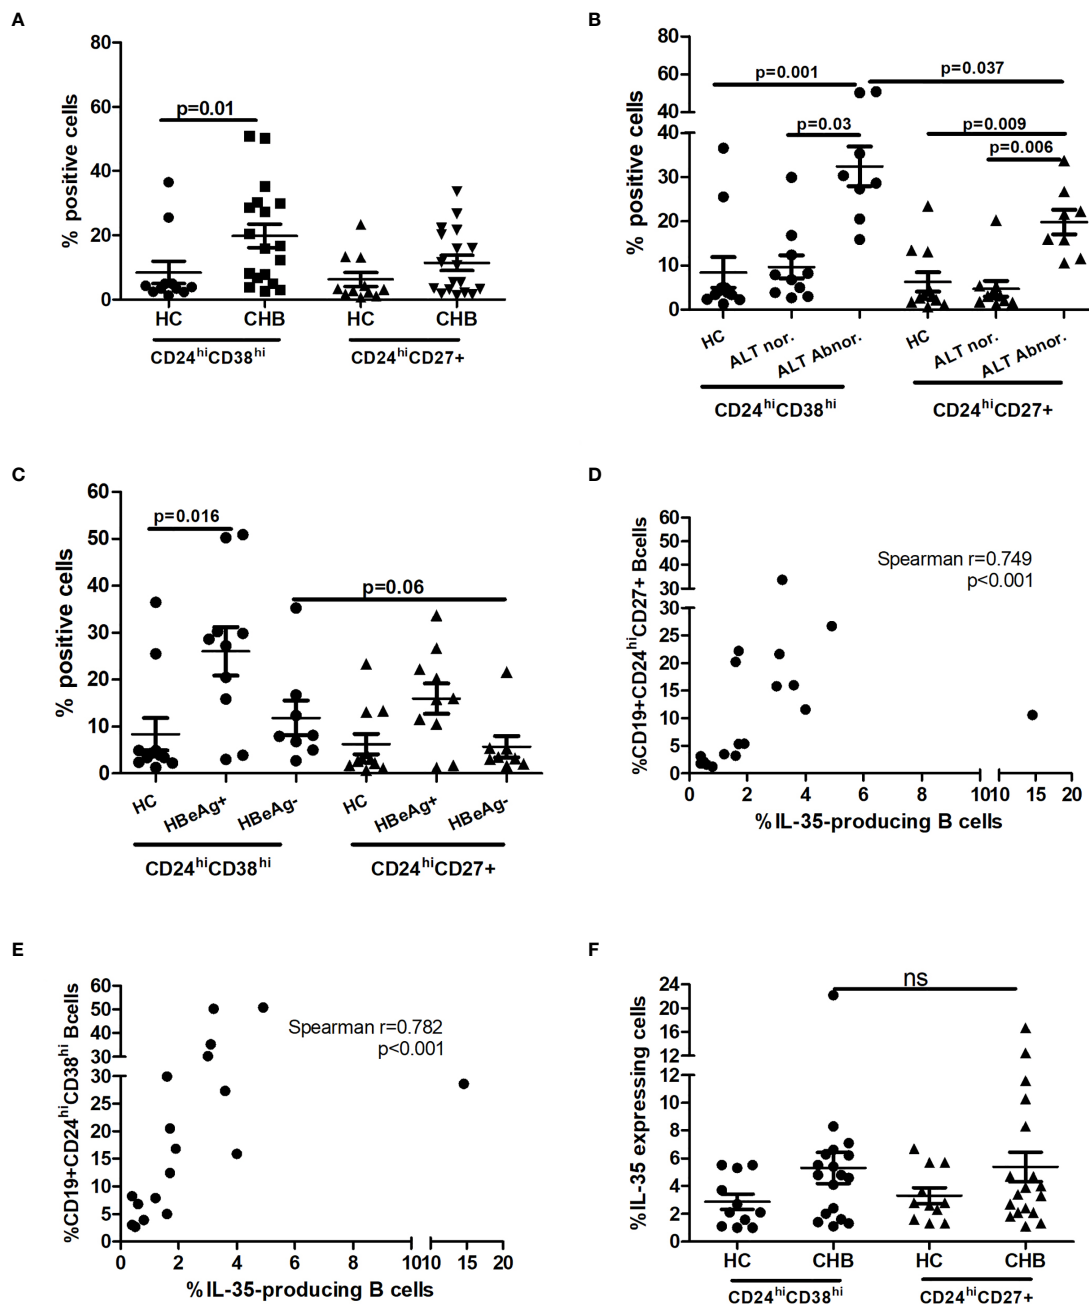 A
80
60
40
20
0
% positive cells
p=0.01
HC
CHB
HC
CHB
CD24hiCD38hi
CD24hiCD27+
B
80
60
40
40
30
20
10
0
% positive cells
p=0.001
p=0.037
p=0.03
p=0.009
p=0.006
HC
ALT nor.
ALT Abnor.
HC
ALT nor.
ALT Abnor.
CD24hiCD38hi
CD24hiCD27+
C
60
50
40
30
20
10
0
% positive cells
p=0.016
p=0.06
HC
HBeAg+
HBeAg-
HC
HBeAg+
HBeAg-
CD24hiCD38hi
CD24hiCD27+
D
60
50
40
30
30
25
20
15
10
5
0
%CD19+CD24hiCD27+ Bcells
Spearman r=0.749
p<0.001
0 2 4 6 8 10 10 15 20
%IL-35-producing B cells
E
60
50
40
30
30
25
20
15
10
5
0
%CD19+CD24hiCD38hi Bcells
Spearman r=0.782
p<0.001
0 2 4 6 8 10 10 15 20
%IL-35-producing B cells
F
24
20
16
12
12
10
8
6
4
2
0
%IL-35 expressing cells
ns
HC
CHB
HC
CHB
CD24hiCD38hi
CD24hiCD27+